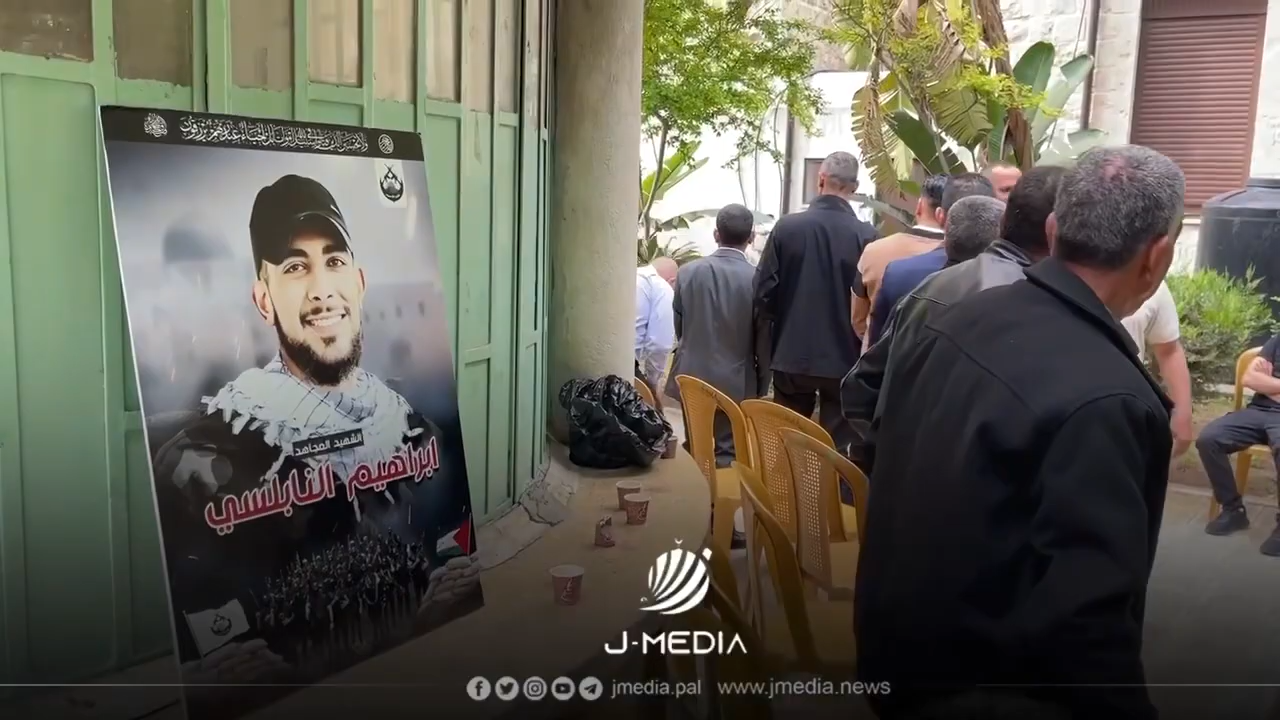 الشهيد المجاهد
ابراهيم النابلسي
J-MEDIA
jmedia.pal www.jmedia.news